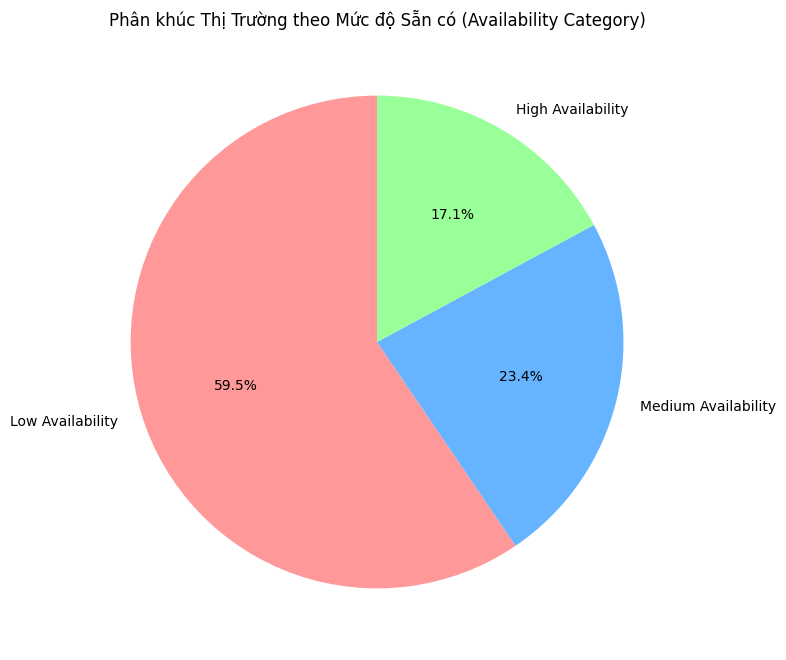 Phân khúc Thị Trường theo Mức độ Sẵn có (Availability Category)
High Availability
17.1%
23.4%
59.5%
Medium Availability
Low Availability